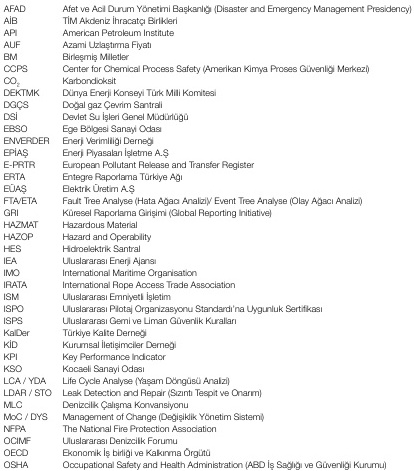 AFAD Afet ve Acil Durum Yönetimi Başkanlığı (Disaster and Emergency Management Presidency)
AİB TİM Akdeniz İhracatçı Birlikleri
API American Petroleum Institute
AUF Azami Uzlaştırma Fiyatı
BM Birleşmiş Milletler
CCPS Center for Chemical Process Safety (Amerikan Kimya Proses Güvenliği Merkezi)
CO₂ Karbondioksit
DEKTMK Dünya Enerji Konseyi Türk Milli Komitesi
DGÇS Doğal gaz Çevrim Santrali
DSİ Devlet Su İşleri Genel Müdürlüğü
EBSO Ege Bölgesi Sanayi Odası
ENVERDER Enerji Verimliliği Derneği
EPİAŞ Enerji Piyasaları İşletme A.Ş
E-PRTR European Pollutant Release and Transfer Register
ERTA Entegre Raporlama Türkiye Ağı
EÜAŞ Elektrik Üretim A.Ş
FTA/ETA Fault Tree Analyse (Hata Ağacı Analizi)/ Event Tree Analyse (Olay Ağacı Analizi)
GRI Küresel Raporlama Girişimi (Global Reporting Initiative)
HAZMAT Hazardous Material
HAZOP Hazard and Operability
HES Hidroelektrik Santral
IEA Uluslararası Enerji Ajansı
IMO International Maritime Organisation
IRATA International Rope Access Trade Association
ISM Uluslararası Emniyetli İşletim
ISPO Uluslararası Pilotaj Organizasyonu Standardı'na Uygunluk Sertifikası
ISPS Uluslararası Gemi ve Liman Güvenlik Kuralları
KalDer Türkiye Kalite Derneği
KİD Kurumsal İletişimciler Derneği
KPI Key Performance Indicator
KSO Kocaeli Sanayi Odası
LCA / YDA Life Cycle Analyse (Yaşam Döngüsü Analizi)
LDAR / STO Leak Detection and Repair (Sızıntı Tespit ve Onarım)
MLC Denizcilik Çalışma Konvansiyonu
MoC / DYS Management of Change (Değişiklik Yönetim Sistemi)
NFPA The National Fire Protection Association
OCIMF Uluslararası Denizcilik Forumu
OECD Ekonomik İş birliği ve Kalkınma Örgütü
OSHA Occupational Safety and Health Administration (ABD İş Sağlığı ve Güvenliği Kurumu)